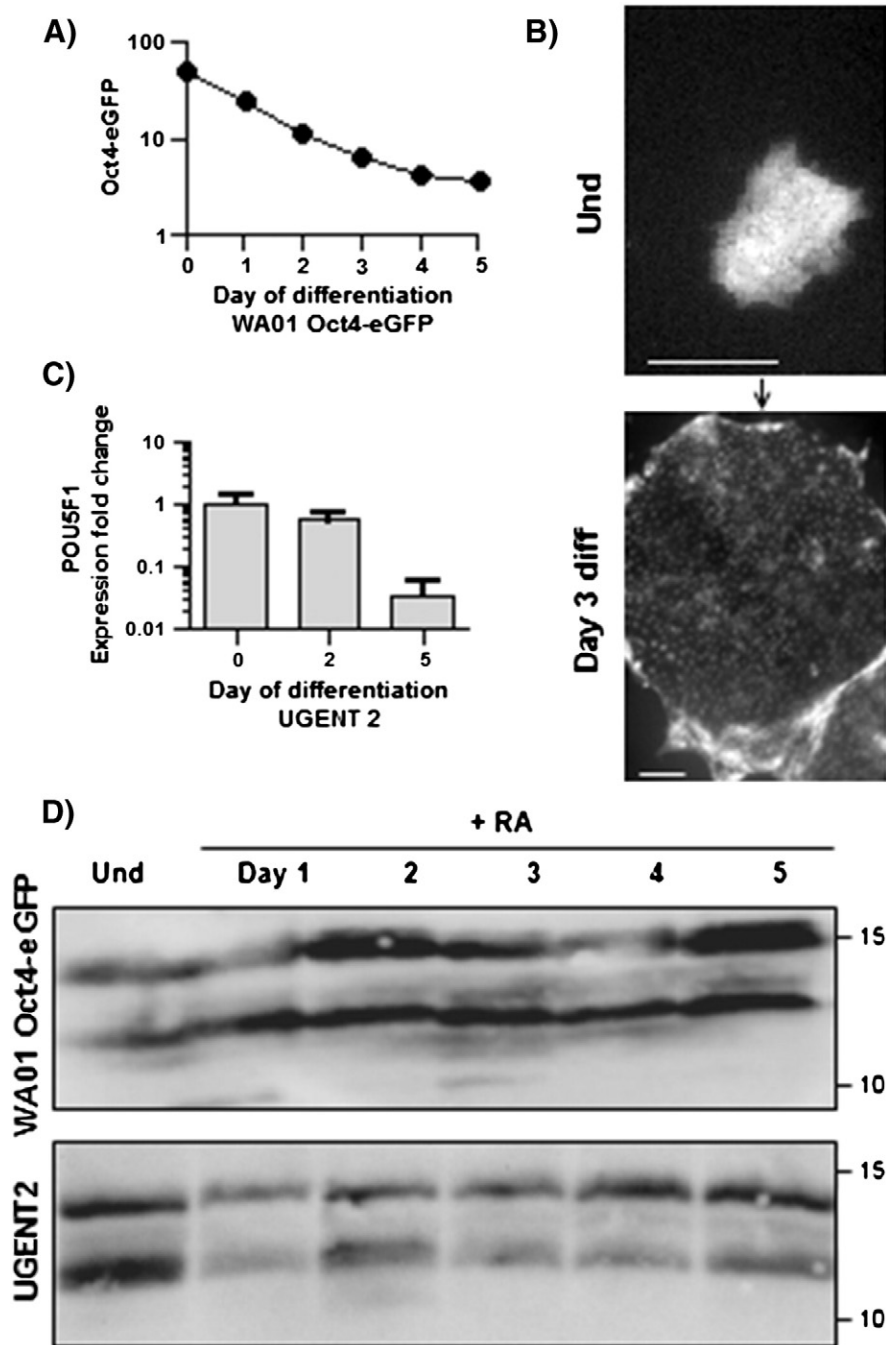 A)
100
10
1
Oct4-eGFP
0 1 2 3 4 5
Day of differentiation
WA01 Oct4-eGFP
B)
Und
Day 3 diff
C)
10
1
0.1
0.01
POU5F1
Expression fold change
0 2 5
Day of differentiation
UGENT 2
D)
+ RA
Und Day 1 2 3 4 5
WA01 Oct4-eGFP
15
10
UGENT2
15
10